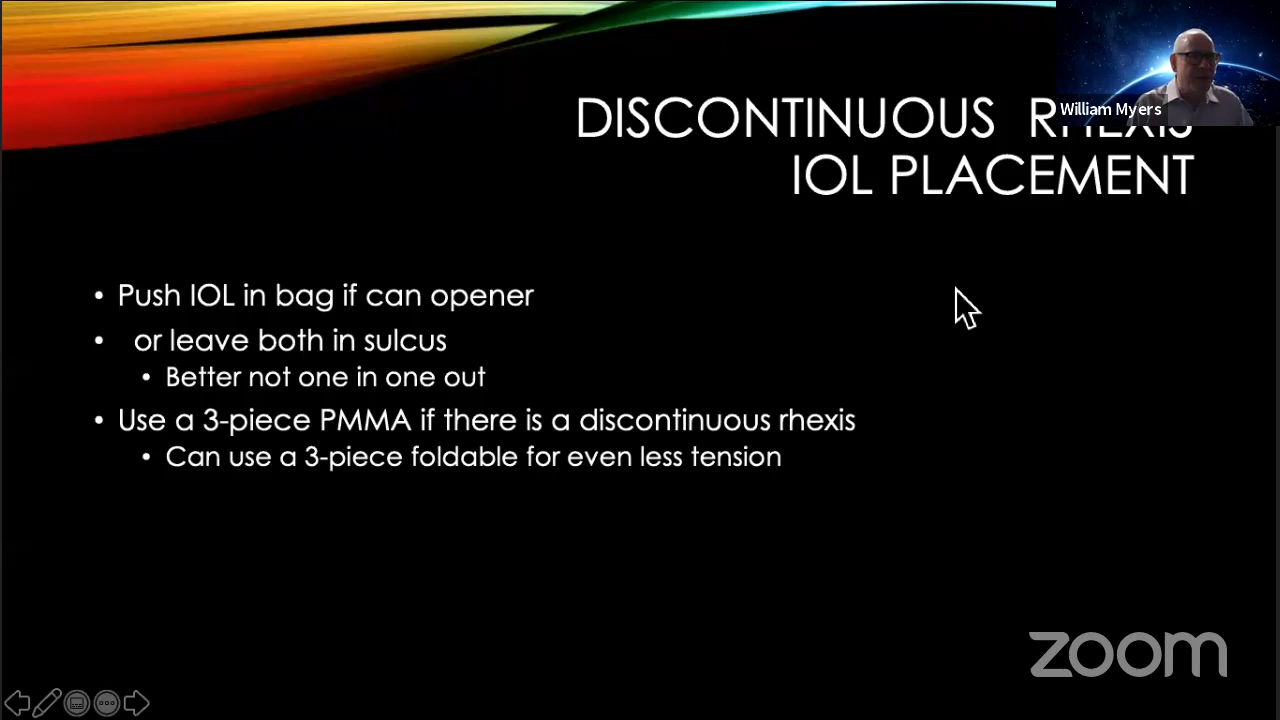 William Myers
DISCONTINUOUS RHEXIS
IOL PLACEMENT
• Push IOL in bag if can opener
• or leave both in sulcus
• Better not one in one out
• Use a 3-piece PMMA if there is a discontinuous rhexis
• Can use a 3-piece foldable for even less tension
zoom